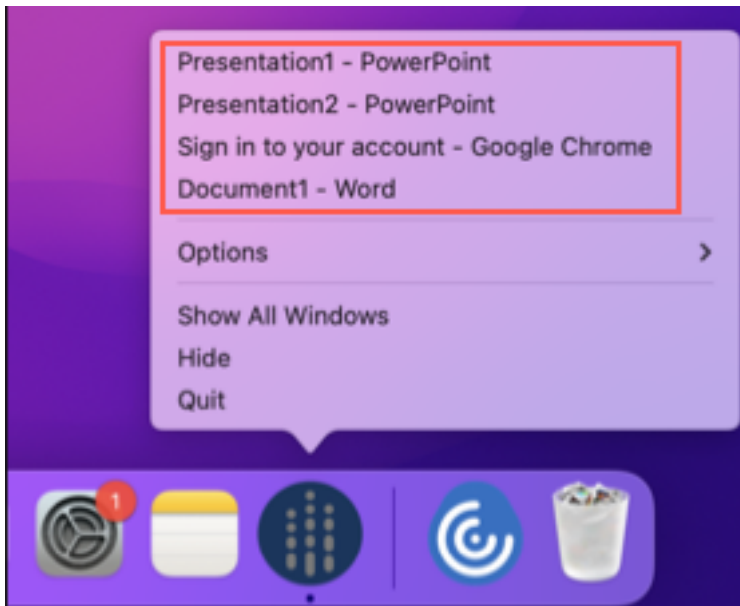 Presentation1 - PowerPoint
Presentation2 - PowerPoint
Sign in to your account - Google Chrome
Document1 - Word
Options
Show All Windows
Hide
Quit
1